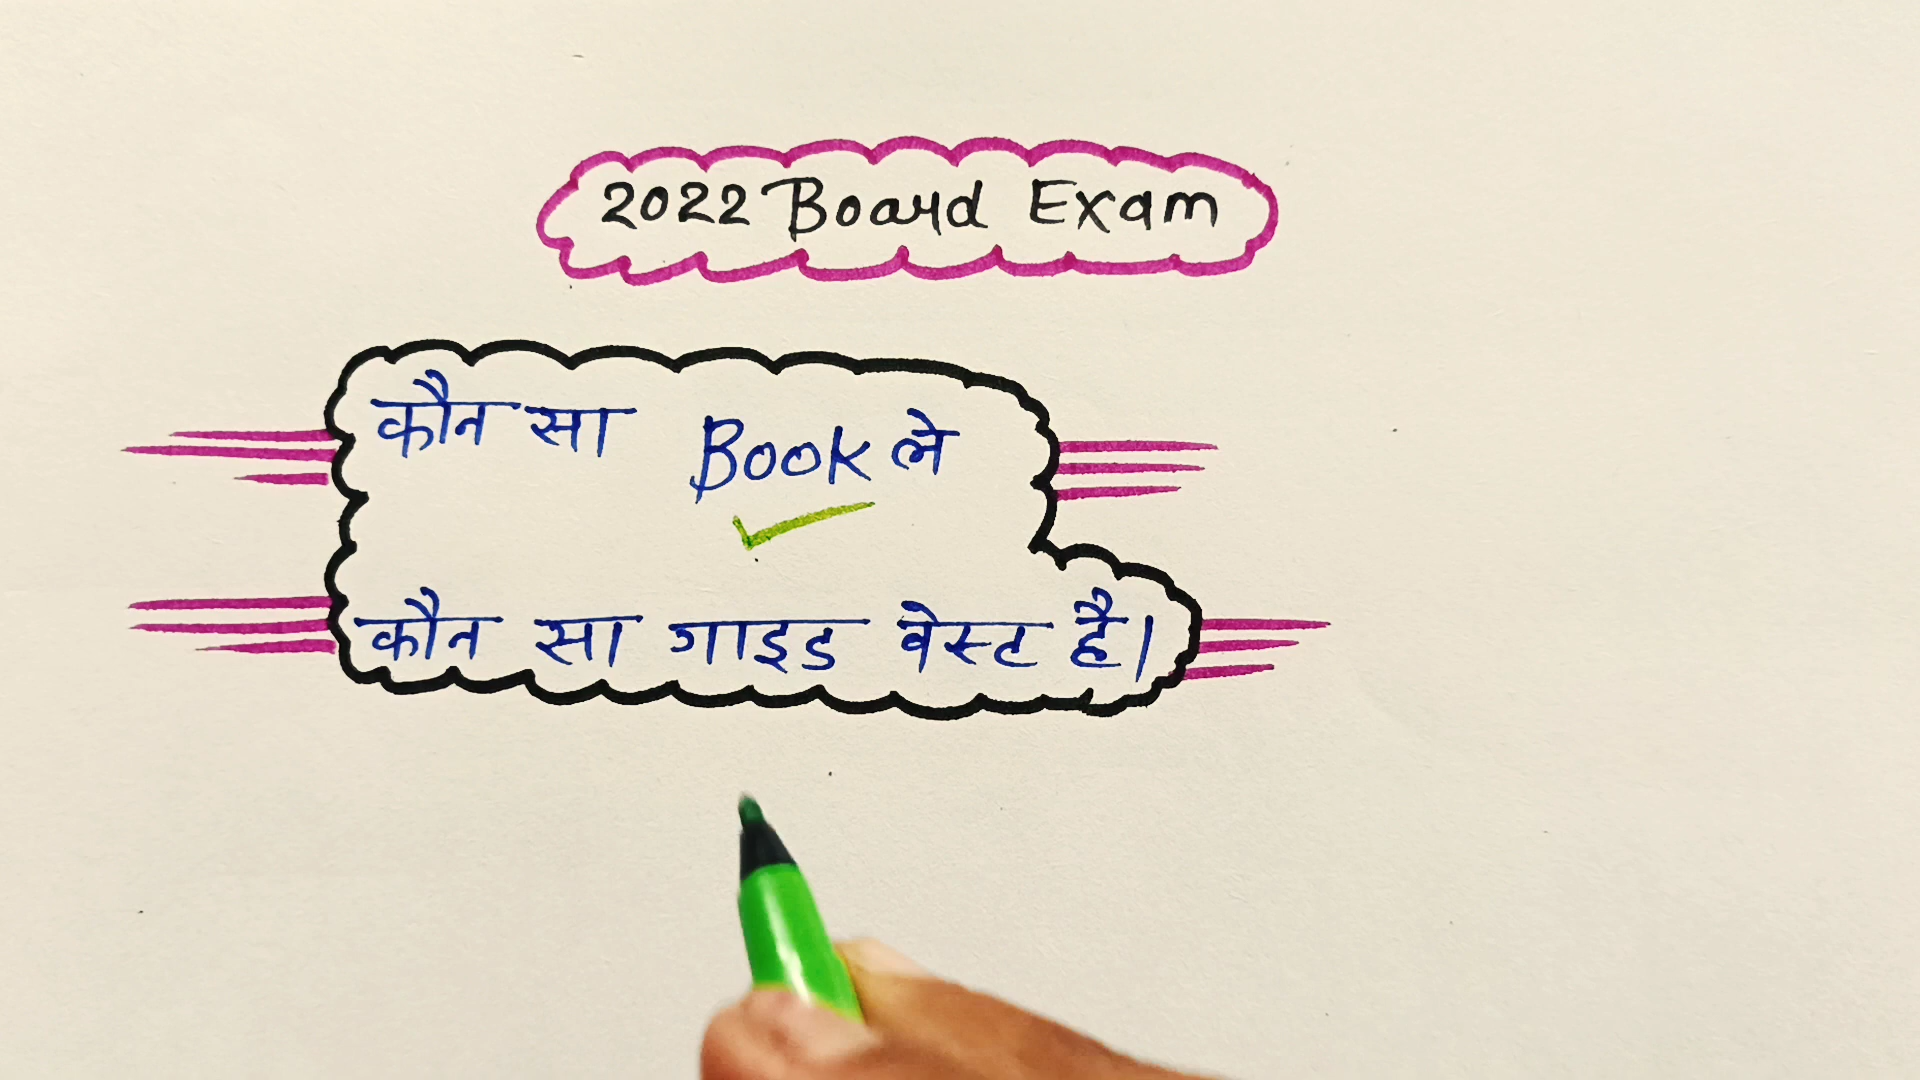 2022 Board Exam
कौन सा Book ले
कौन सा गाइड वेस्ट है।